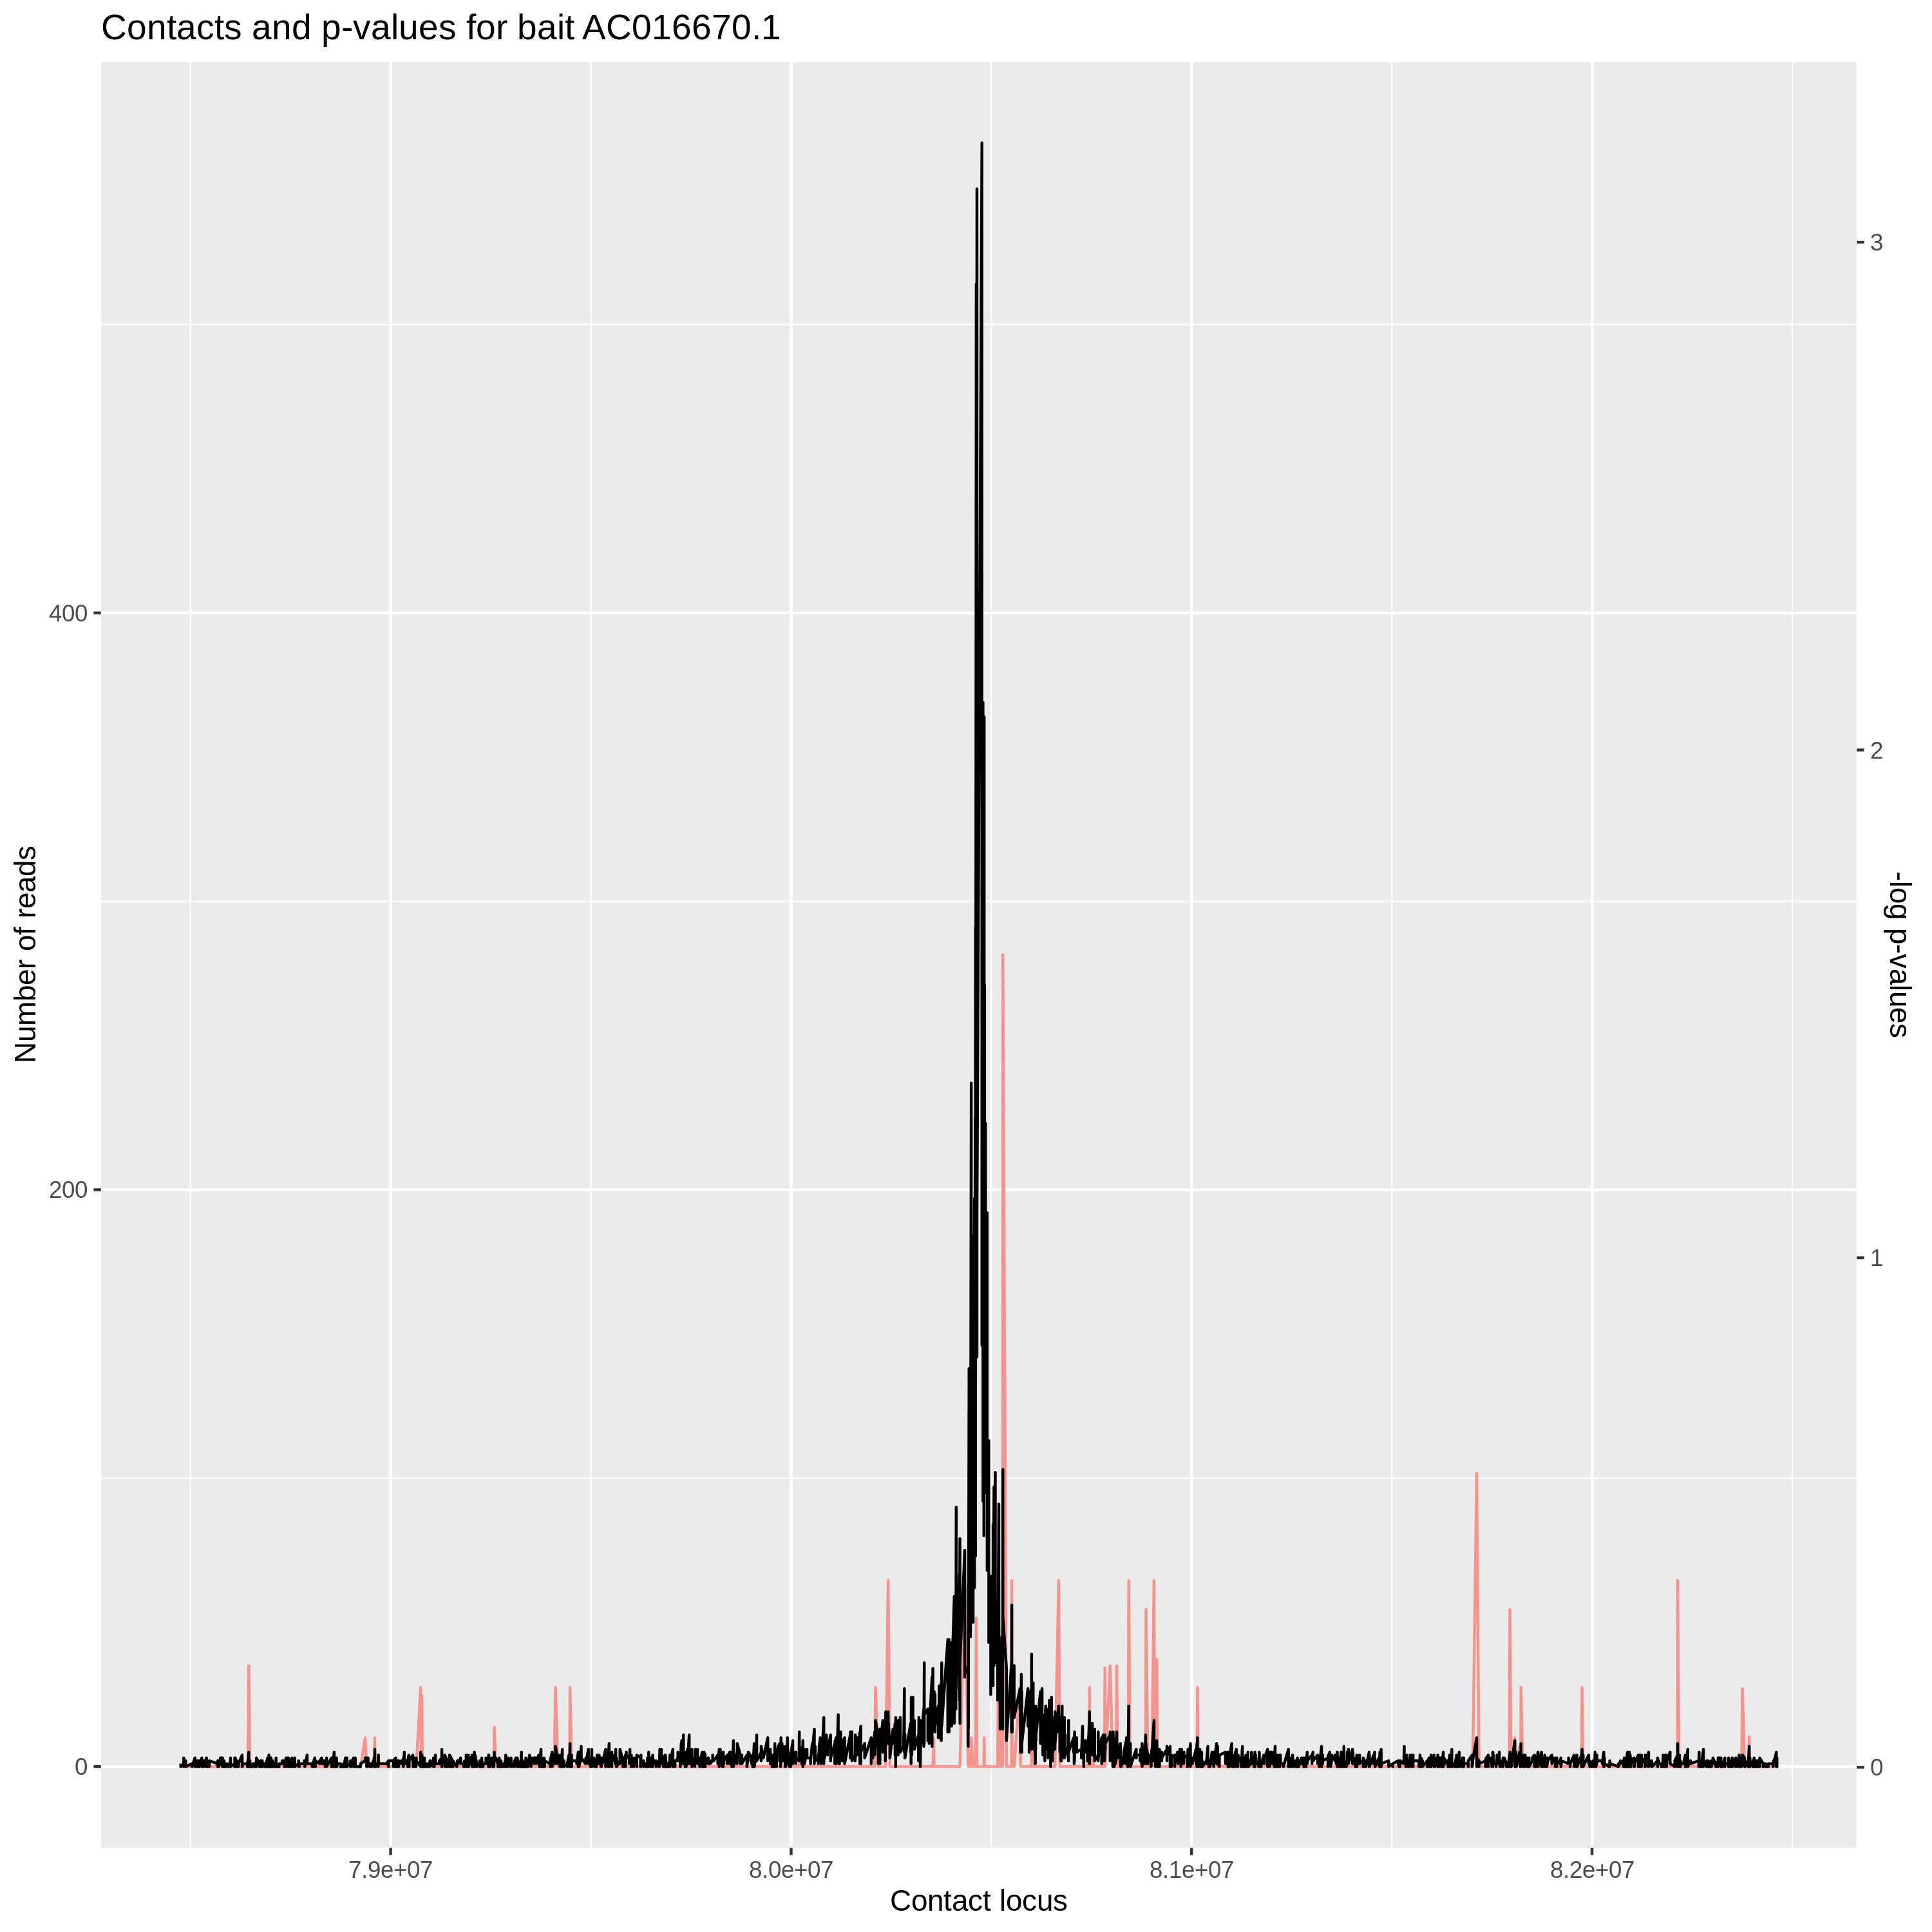 Contacts and p-values for bait AC016670.1
Number of reads
400
200
0
3
2
1
0
-log p-values
7.9e+07
8.0e+07
8.1e+07
8.2e+07
Contact locus